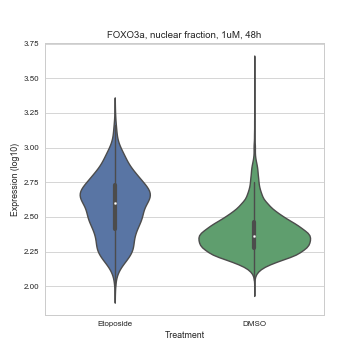 FOXO3a, nuclear fraction, 1uM, 48h
3.75
3.50
3.25
3.00
2.75
2.50
2.25
2.00
Expression (log10)
Etoposide DMSO
Treatment